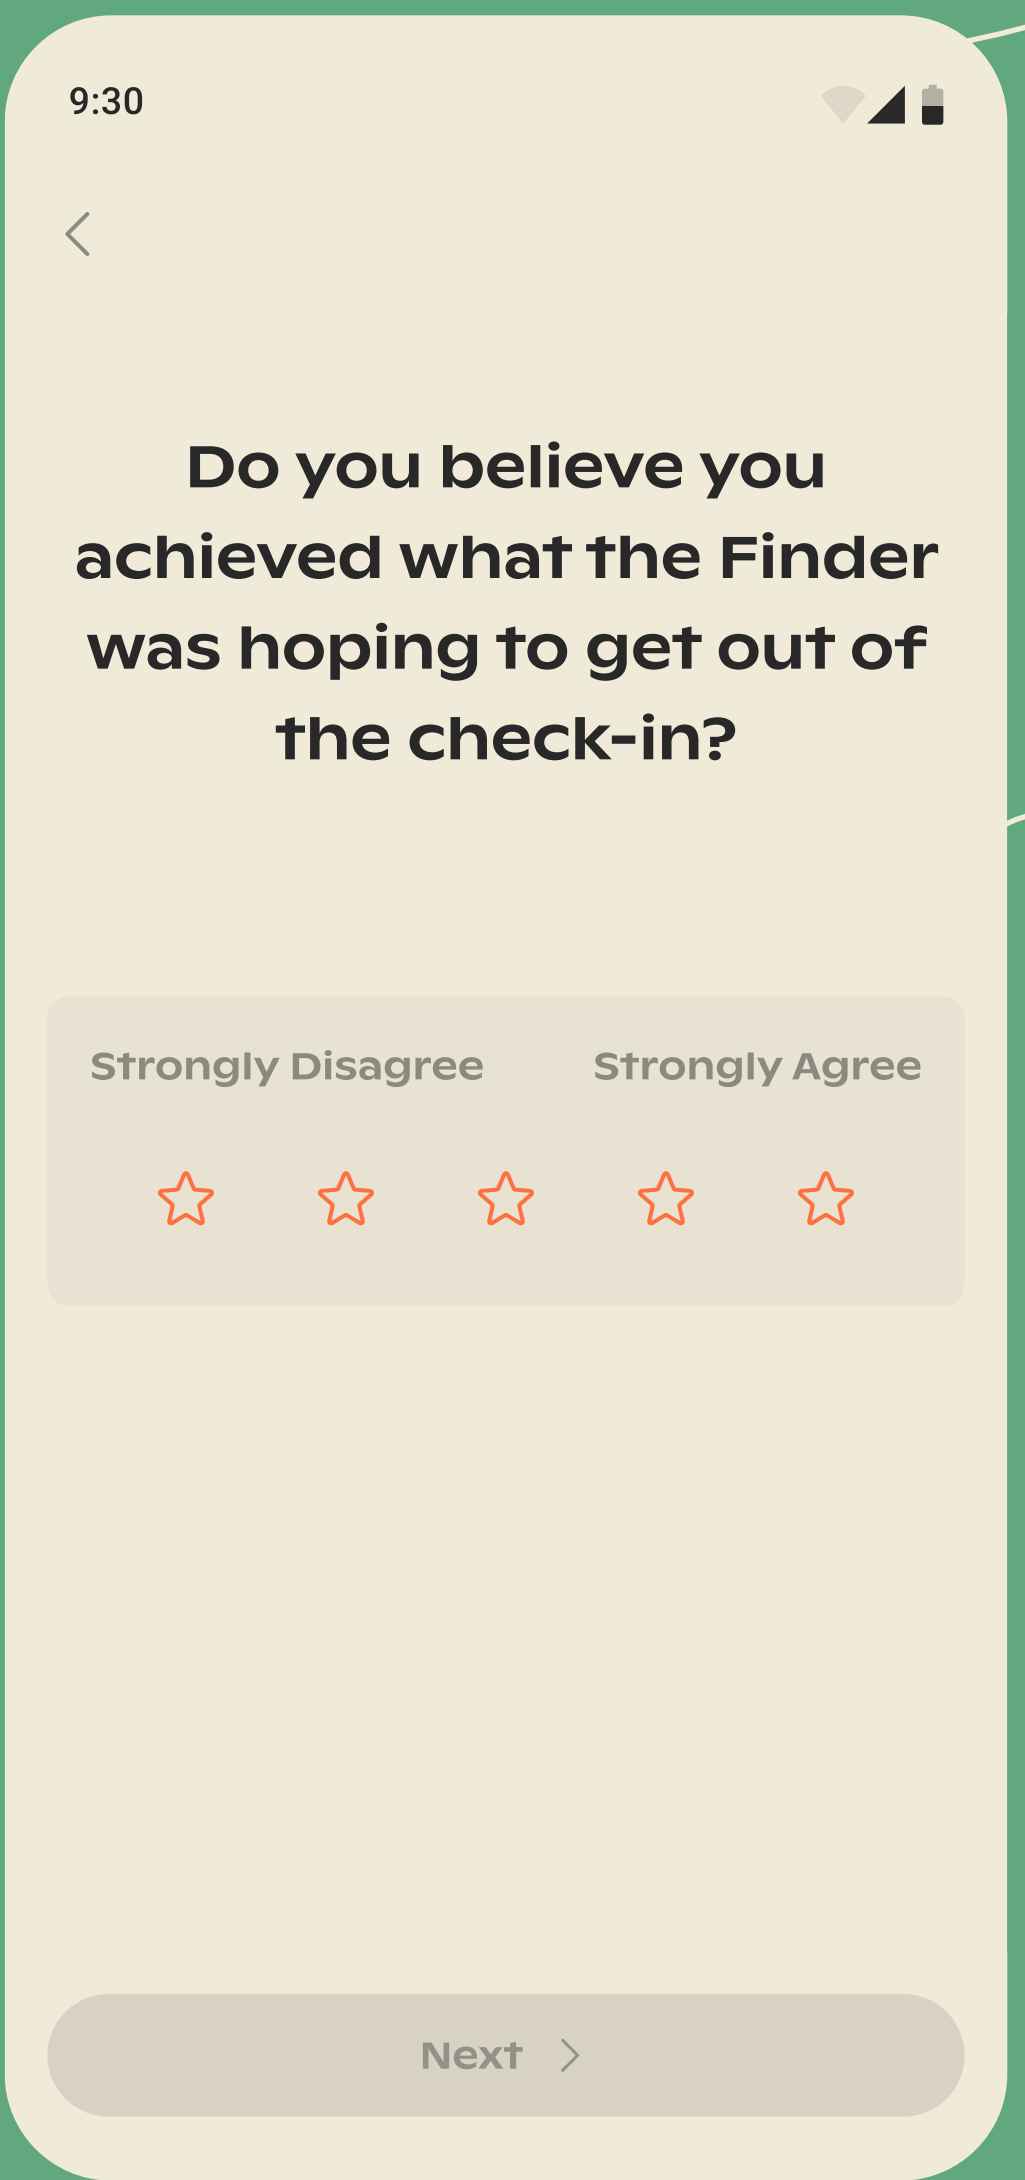 9:30
Do you believe you
achieved what the Finder
was hoping to get out of
the check-in?
Strongly Disagree Strongly Agree
Next